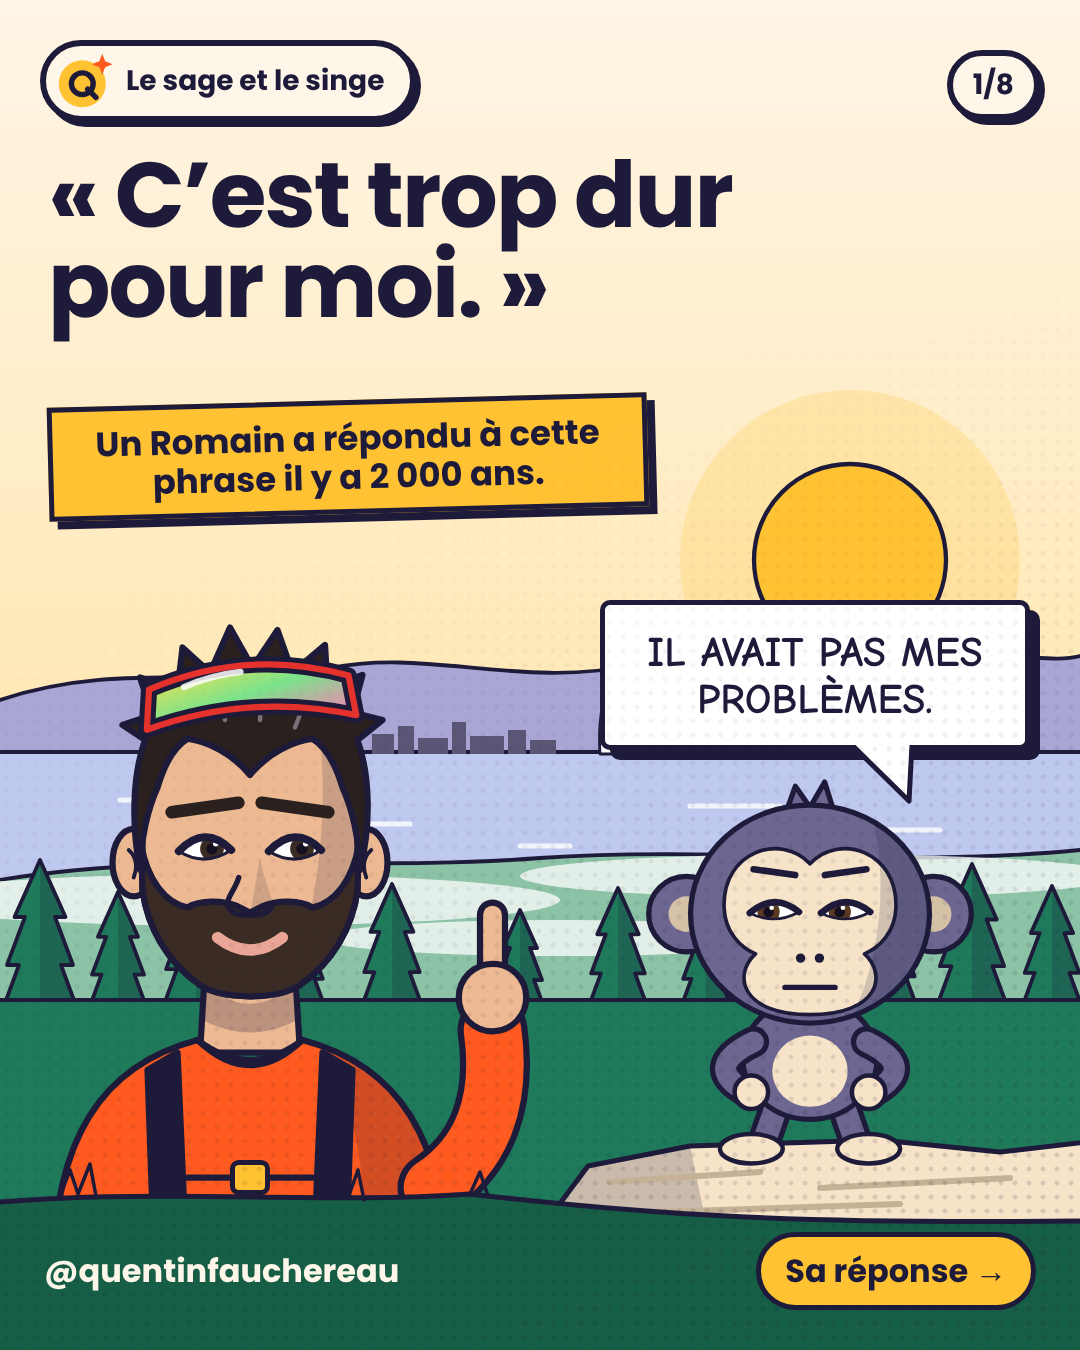 Q
Le sage et le singe
1/8
« C’est trop dur
pour moi. »
Un Romain a répondu à cette
phrase il y a 2 000 ans.
IL AVAIT PAS MES
PROBLÈMES.
@quentinfauchereau
Sa réponse →